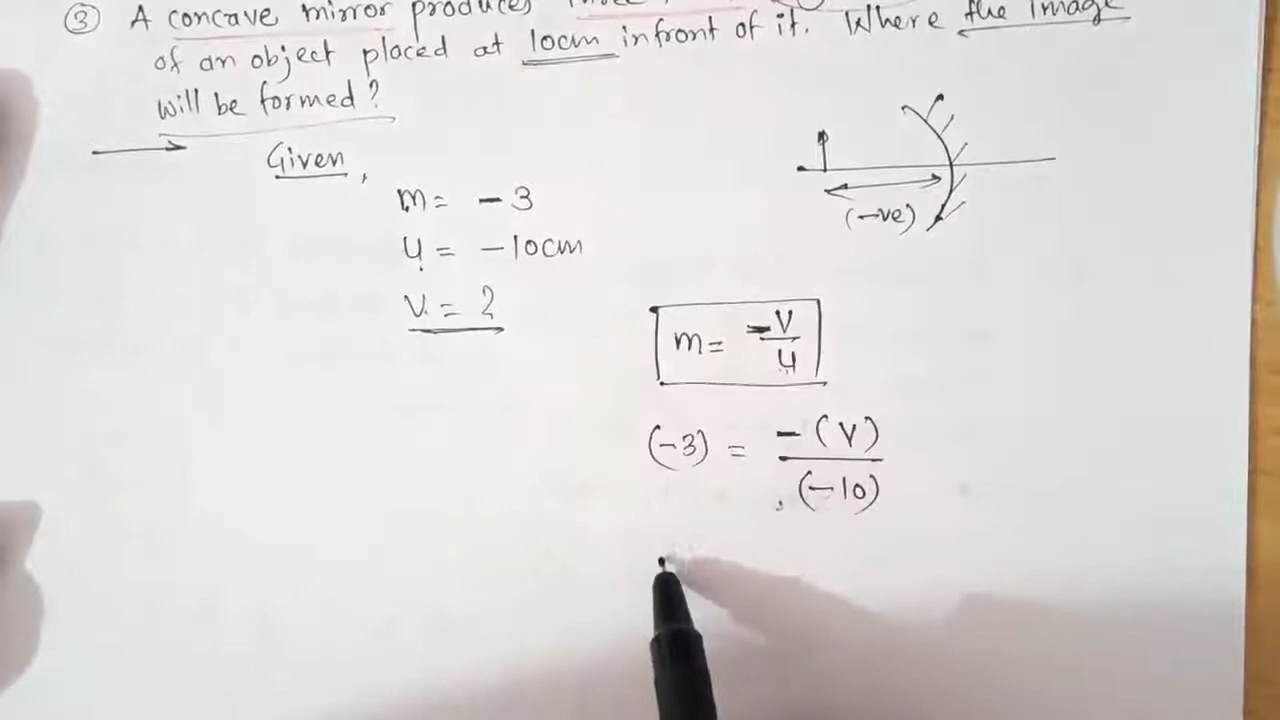 ③ A concave mirror produces
of an object placed at 10cm infront of it. Where the image
will be formed?
Given,
m = -3
u = -10cm
v = ?
(-ve)
m = -v/u
(-3) = -(v)/(-10)